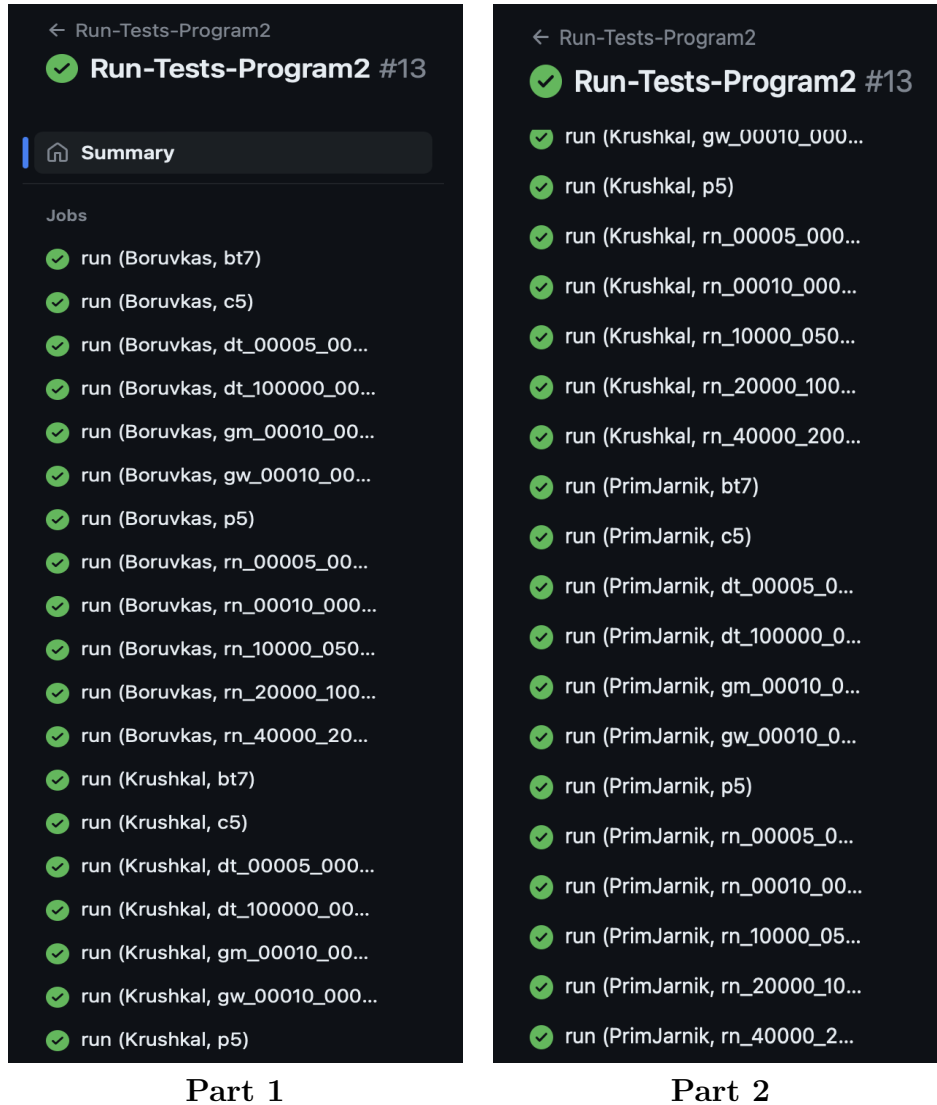 ← Run-Tests-Program2
Run-Tests-Program2 #13
Summary
Jobs
run (Boruvkas, bt7)
run (Boruvkas, c5)
run (Boruvkas, dt_00005_00...
run (Boruvkas, dt_100000_00...
run (Boruvkas, gm_00010_00...
run (Boruvkas, gw_00010_00...
run (Boruvkas, p5)
run (Boruvkas, rn_00005_00...
run (Boruvkas, rn_00010_000...
run (Boruvkas, rn_10000_050...
run (Boruvkas, rn_20000_100...
run (Boruvkas, rn_40000_20...
run (Krushkal, bt7)
run (Krushkal, c5)
run (Krushkal, dt_00005_000...
run (Krushkal, dt_100000_00...
run (Krushkal, gm_00010_00...
run (Krushkal, gw_00010_000...
run (Krushkal, p5)
Part 1
← Run-Tests-Program2
Run-Tests-Program2 #13
run (Krushkal, gw_00010_000...
run (Krushkal, p5)
run (Krushkal, rn_00005_000...
run (Krushkal, rn_00010_000...
run (Krushkal, rn_10000_050...
run (Krushkal, rn_20000_100...
run (Krushkal, rn_40000_200...
run (PrimJarnik, bt7)
run (PrimJarnik, c5)
run (PrimJarnik, dt_00005_0...
run (PrimJarnik, dt_100000_0...
run (PrimJarnik, gm_00010_0...
run (PrimJarnik, gw_00010_0...
run (PrimJarnik, p5)
run (PrimJarnik, rn_00005_0...
run (PrimJarnik, rn_00010_00...
run (PrimJarnik, rn_10000_05...
run (PrimJarnik, rn_20000_10...
run (PrimJarnik, rn_40000_2...
Part 2